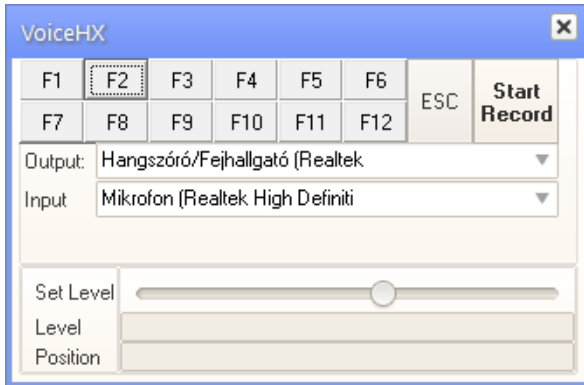 VoiceHX
F1 F2 F3 F4 F5 F6 ESC Start Record
F7 F8 F9 F10 F11 F12
Output: Hangszóró/Fejhallgató (Realtek
Input Mikrofon (Realtek High Definiti
Set Level
Level
Position